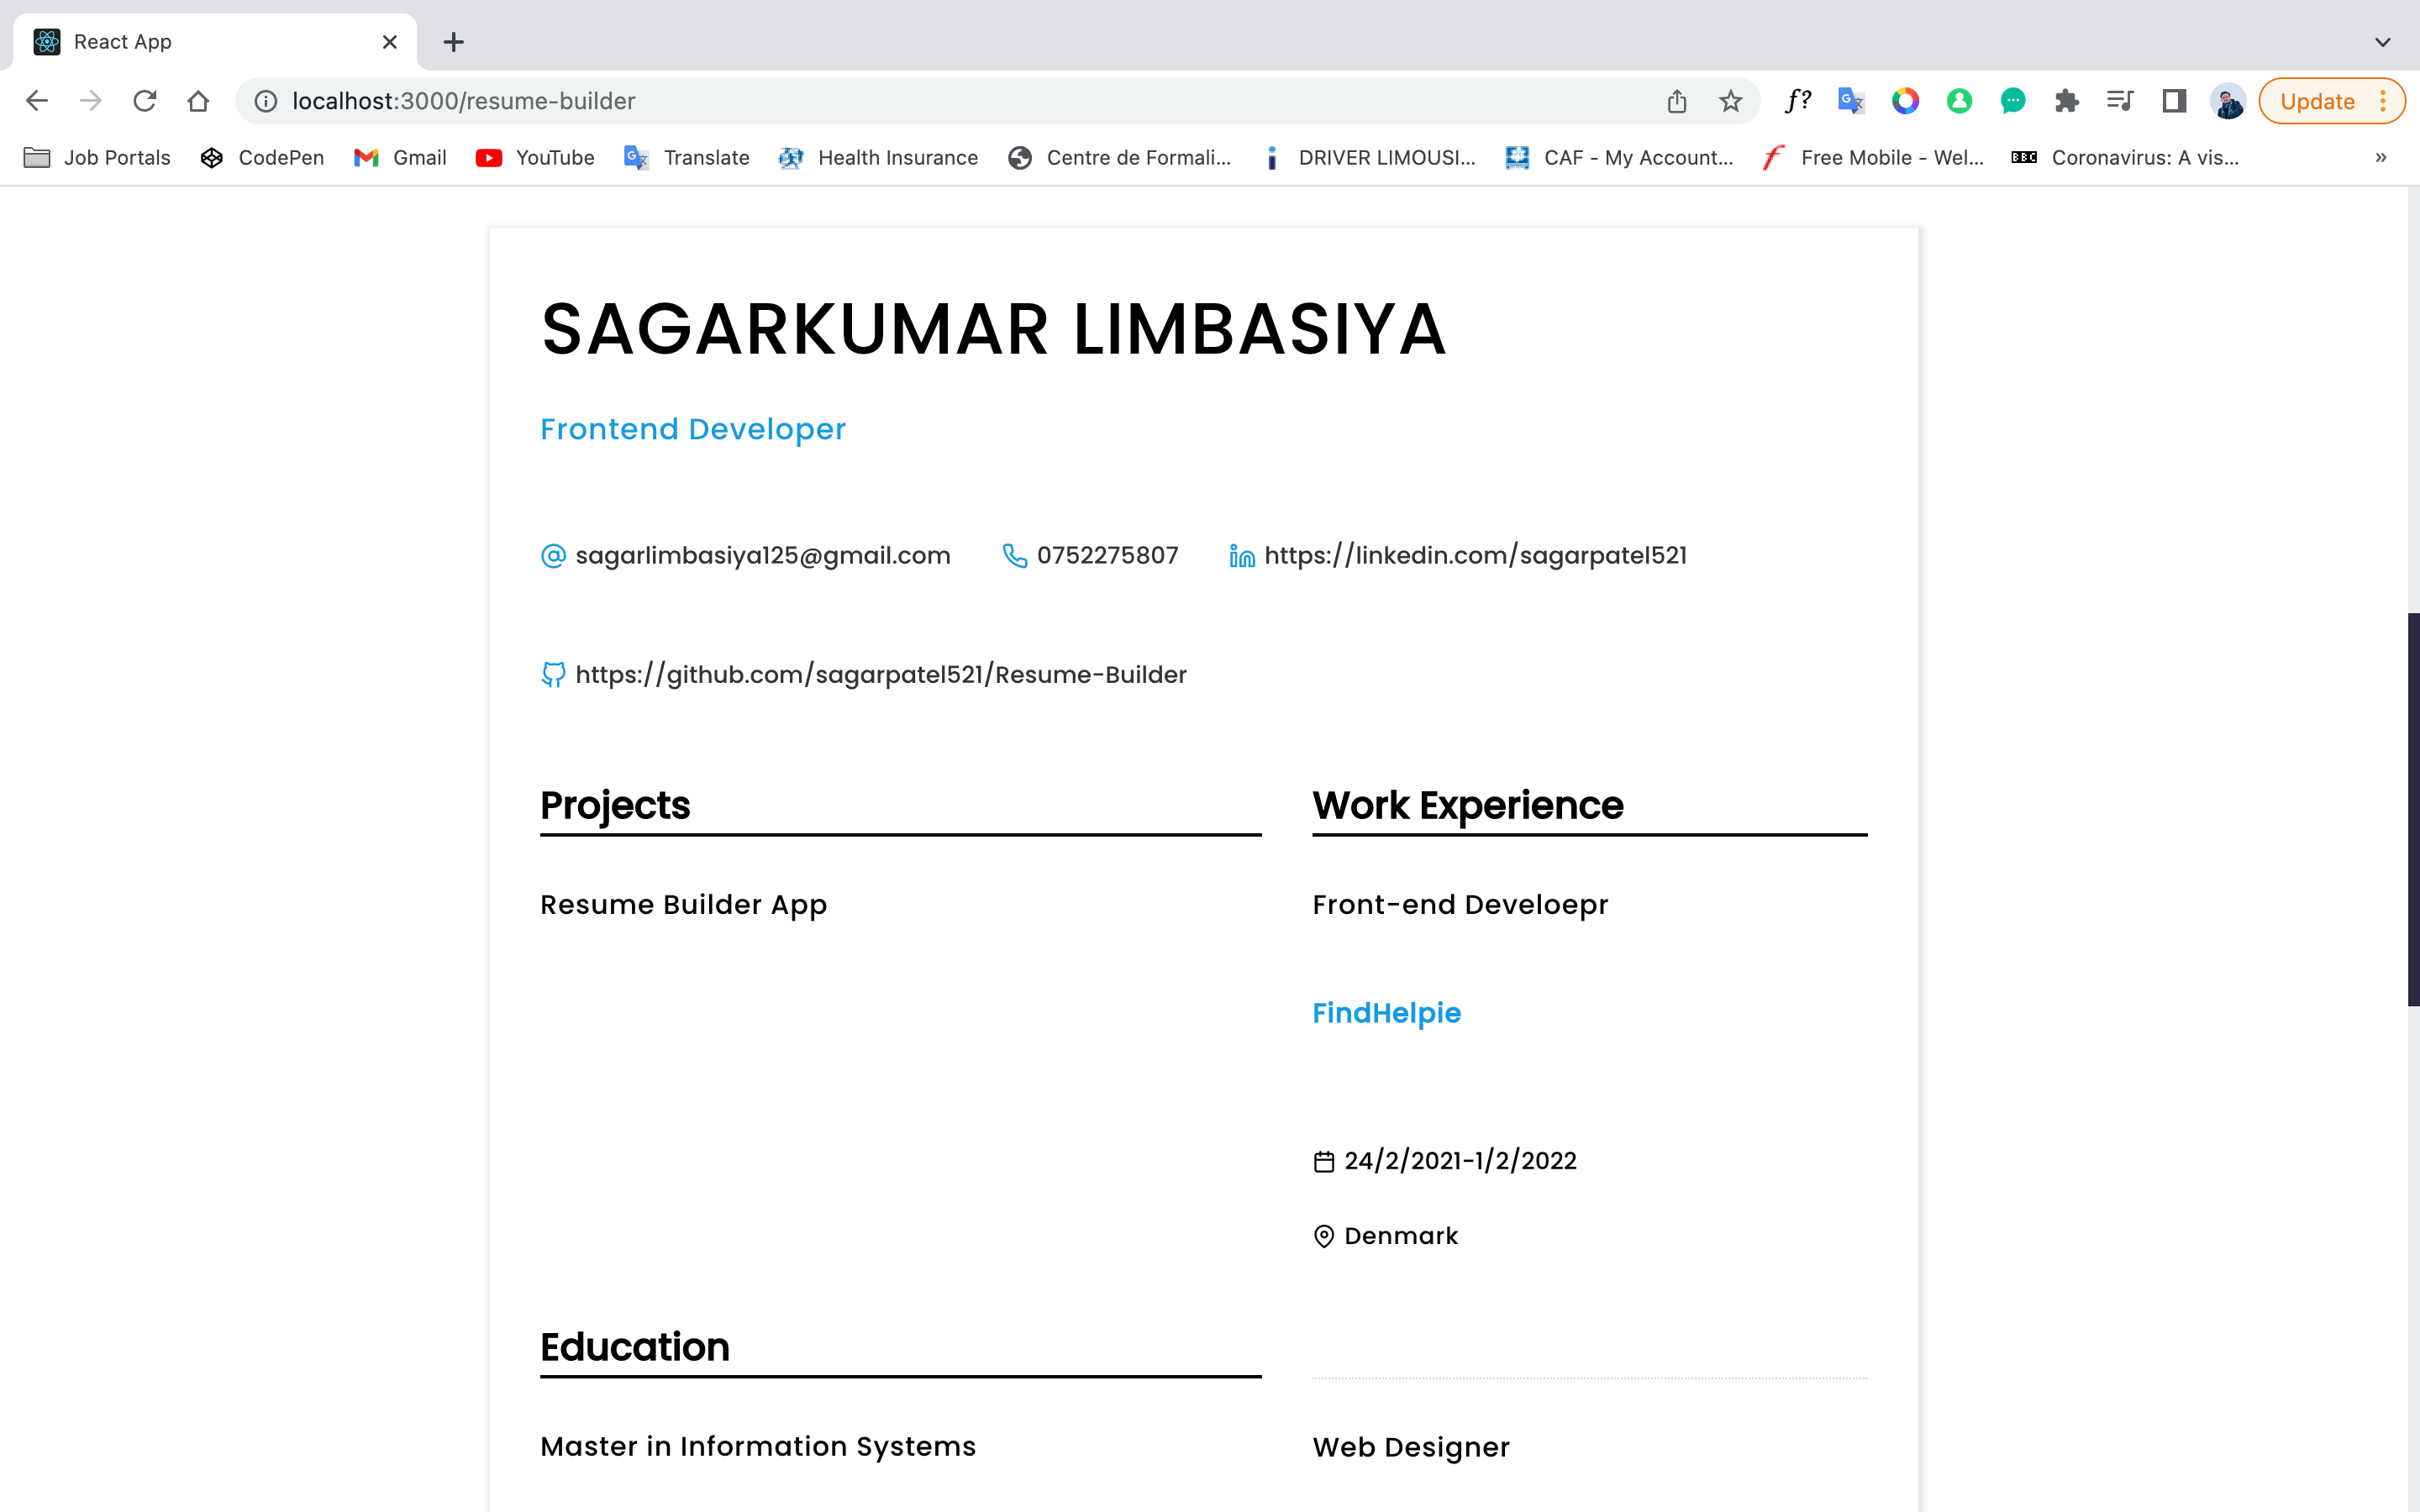 React App
localhost:3000/resume-builder
Update
Job Portals CodePen Gmail YouTube Translate Health Insurance Centre de Formali... DRIVER LIMOUSI... CAF - My Account... Free Mobile - Wel... BBC Coronavirus: A vis... »
SAGARKUMAR LIMBASIYA
Frontend Developer
sagarlimbasiya125@gmail.com 0752275807 https://linkedin.com/sagarpatel521
https://github.com/sagarpatel521/Resume-Builder
Projects
Resume Builder App
Work Experience
Front-end Develoepr
FindHelpie
24/2/2021-1/2/2022
Denmark
Education
Master in Information Systems
Web Designer